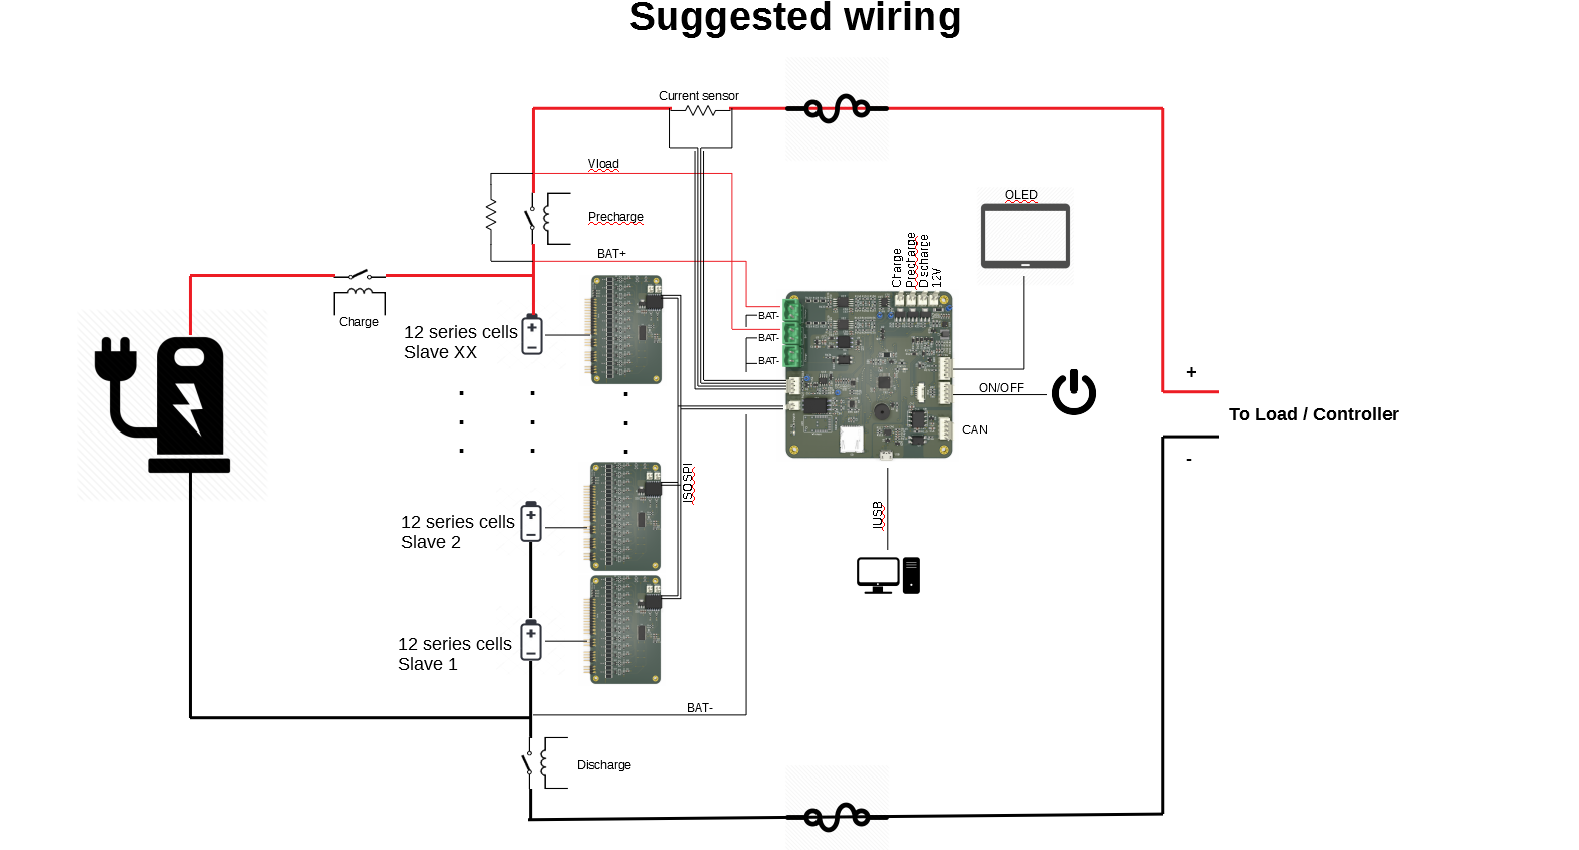 Suggested wiring
Current sensor
Vload
Precharge
BAT+
OLED
Charge
Precharge
Discharge
12V
Charge
12 series cells
Slave XX
BAT-
BAT-
BAT-
ON/OFF
CAN
+
To Load / Controller
-
ISOSPI
USB
12 series cells
Slave 2
12 series cells
Slave 1
BAT-
Discharge